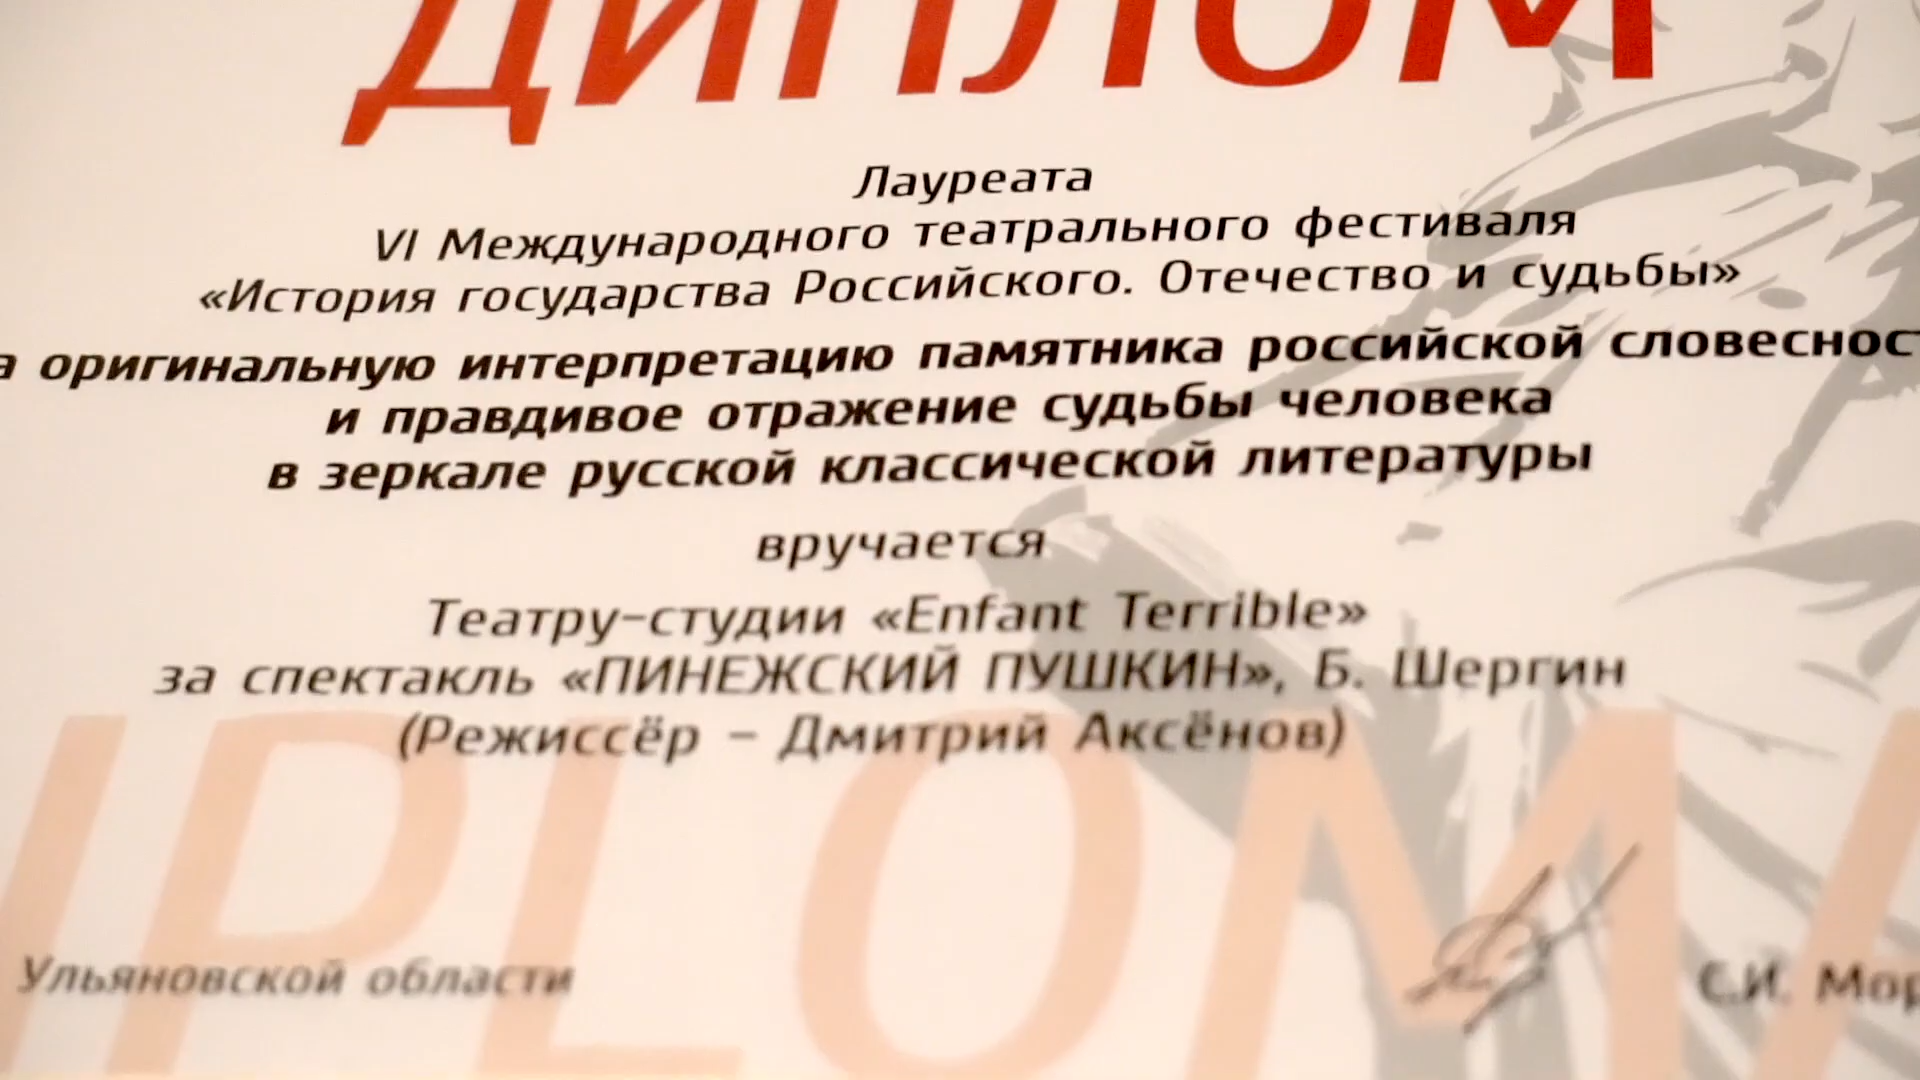 ДИПЛОМ
Лауреата
VI Международного театрального фестиваля
«История государства Российского. Отечество и судьбы»
оригинальную интерпретацию памятника российской
и правдивое отражение судьбы человека
в зеркале русской классической литературы
вручается
Театру-студии «Enfant Terrible»
за спектакль «ПИНЕЖСКИЙ ПУШКИН», Б. Шергин
(Режиссёр – Дмитрий Аксёнов)
Ульяновской области
С.И.